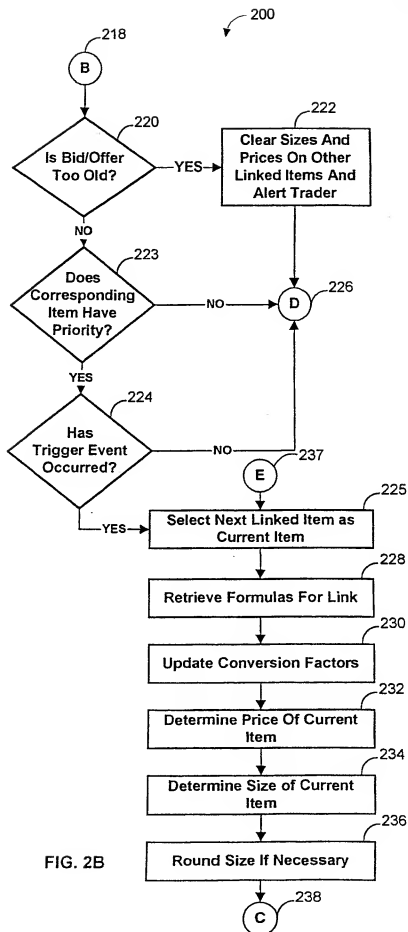 200
218
B
220
Is Bid/Offer
Too Old?
YES
222
Clear Sizes And
Prices On Other
Linked Items And
Alert Trader
NO
223
Does
Corresponding
Item Have
Priority?
NO
D
226
YES
224
Has
Trigger Event
Occurred?
NO
E
237
225
YES
Select Next Linked Item as
Current Item
228
Retrieve Formulas For Link
230
Update Conversion Factors
232
Determine Price Of Current
Item
234
Determine Size of Current
Item
236
Round Size If Necessary
FIG. 2B
C
238